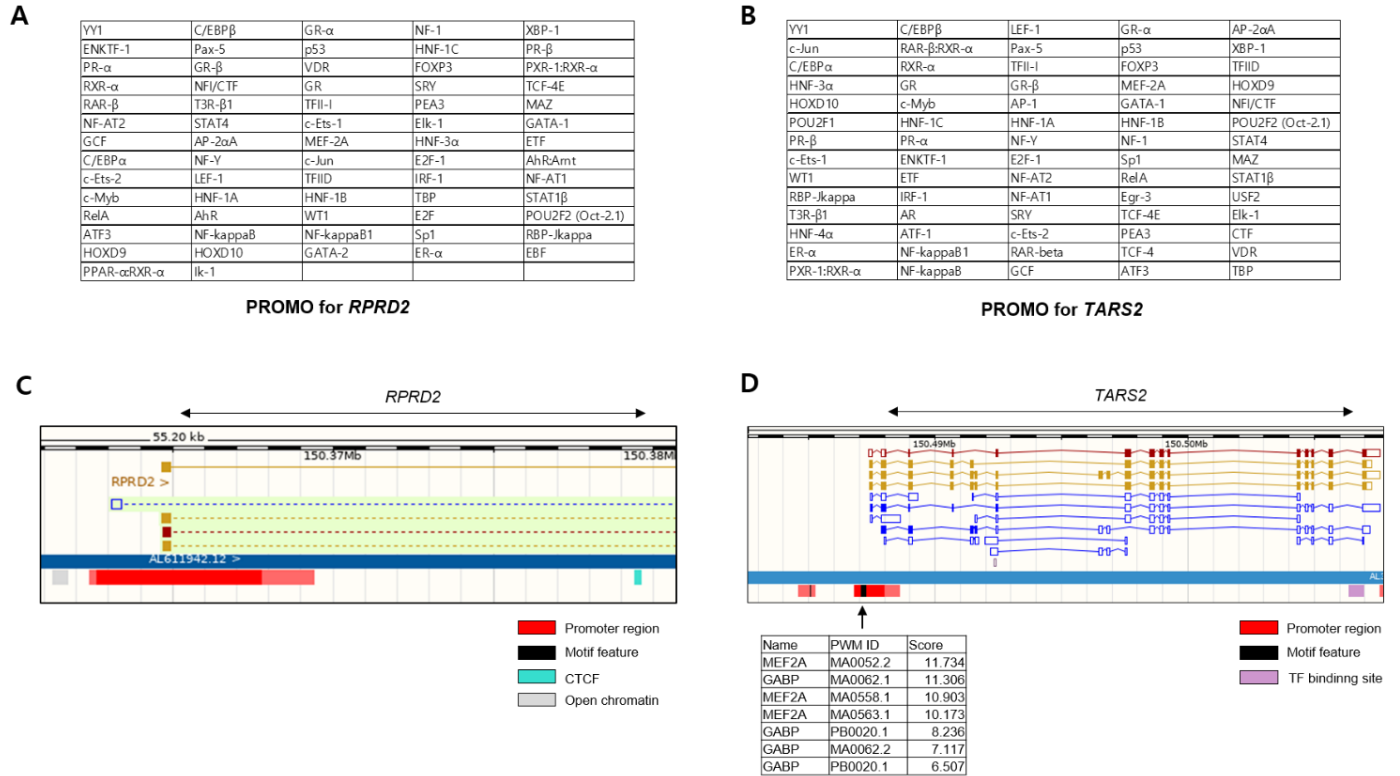 A
YY1 C/EBPβ GR-α NF-1 XBP-1
ENKTF-1 Pax-5 p53 HNF-1C PR-β
PR-α GR-β VDR FOXP3 PXR-1:RXR-α
RXR-α NFI/CTF GR SRY TCF-4E
RAR-β T3R-β1 TFII-I PEA3 MAZ
NF-AT2 STAT4 c-Ets-1 Elk-1 GATA-1
GCF AP-2αA MEF-2A HNF-3α ETF
C/EBPα NF-Y c-Jun E2F-1 AhR:Arnt
c-Ets-2 LEF-1 TFIID IRF-1 NF-AT1
c-Myb HNF-1A HNF-1B TBP STAT1β
RelA AhR WT1 E2F POU2F2 (Oct-2.1)
ATF3 NF-kappaB NF-kappaB1 Sp1 RBP-Jkappa
HOXD9 HOXD10 GATA-2 ER-α EBF
PPAR-α:RXR-α Ik-1
PROMO for RPRD2
B
YY1 C/EBPβ LEF-1 GR-α AP-2αA
c-Jun RAR-β:RXR-α Pax-5 p53 XBP-1
C/EBPα RXR-α TFII-I FOXP3 TFIID
HNF-3α GR GR-β MEF-2A HOXD9
HOXD10 c-Myb AP-1 GATA-1 NFI/CTF
POU2F1 HNF-1C HNF-1A HNF-1B POU2F2 (Oct-2.1)
PR-β PR-α NF-Y NF-1 STAT4
c-Ets-1 ENKTF-1 E2F-1 Sp1 MAZ
WT1 ETF NF-AT2 RelA STAT1β
RBP-Jkappa IRF-1 NF-AT1 Egr-3 USF2
T3R-β1 AR SRY TCF-4E Elk-1
HNF-4α ATF-1 c-Ets-2 PEA3 CTF
ER-α NF-kappaB1 RAR-beta TCF-4 VDR
PXR-1:RXR-α NF-kappaB GCF ATF3 TBP
PROMO for TARS2
C
RPRD2
55.20 kb
150.37Mb 150.38Mb
RPRD2 >
AL611942.12 >
Promoter region
Motif feature
CTCF
Open chromatin
D
TARS2
150.49Mb 150.50Mb
AL.
Name PWM ID Score
MEF2A MA0052.2 11.734
GABP MA0062.1 11.306
MEF2A MA0558.1 10.903
MEF2A MA0563.1 10.173
GABP PB0020.1 8.236
GABP MA0062.2 7.117
GABP PB0020.1 6.507
Promoter region
Motif feature
TF bindinng site